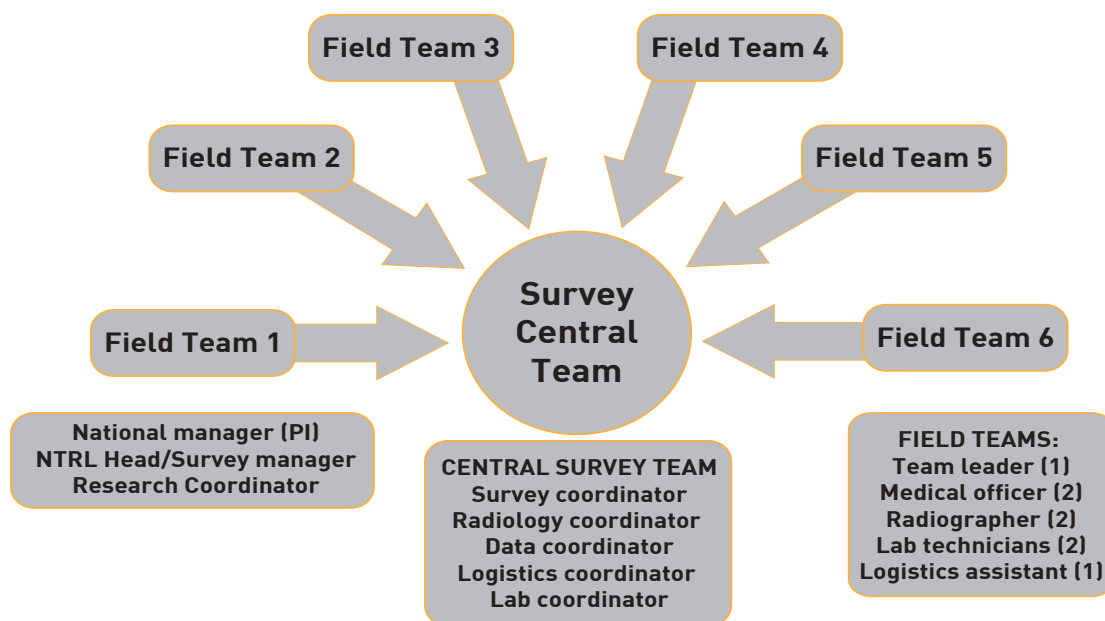 Field Team 3
Field Team 4
Field Team 2
Field Team 5
Survey
Central
Team
Field Team 1
Field Team 6
National manager (PI)
NTRL Head/Survey manager
Research Coordinator
CENTRAL SURVEY TEAM
Survey coordinator
Radiology coordinator
Data coordinator
Logistics coordinator
Lab coordinator
FIELD TEAMS:
Team leader (1)
Medical officer (2)
Radiographer (2)
Lab technicians (2)
Logistics assistant (1)